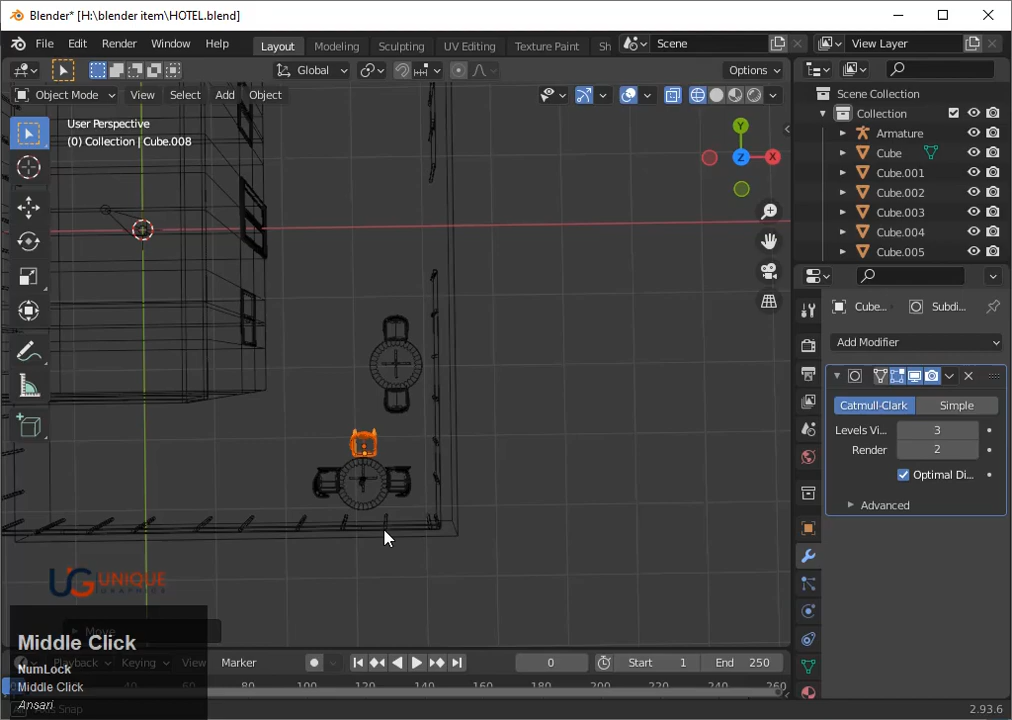 Blender* [H:\blender item\HOTEL.blend]
File Edit Render Window Help Layout Modeling Sculpting UV Editing Texture Paint Sh Scene View Layer
Global Options
Object Mode View Select Add Object
User Perspective
(0) Collection | Cube.008
Y
X
Z
Scene Collection
Collection
Armature
Cube
Cube.001
Cube.002
Cube.003
Cube.004
Cube.005
Cube... Subdi...
Add Modifier
Catmull-Clark Simple
Levels Vi... 3
Render 2
Optimal Di...
Advanced
UG UNIQUE
GRAPHICS
Move
Middle Click
NumLock
Middle Click
Ansari
Playback Keying View Marker 0 Start 1 End 250
40 60 80 100 120 140 160 180 200 220 240
Axis Snap
2.93.6